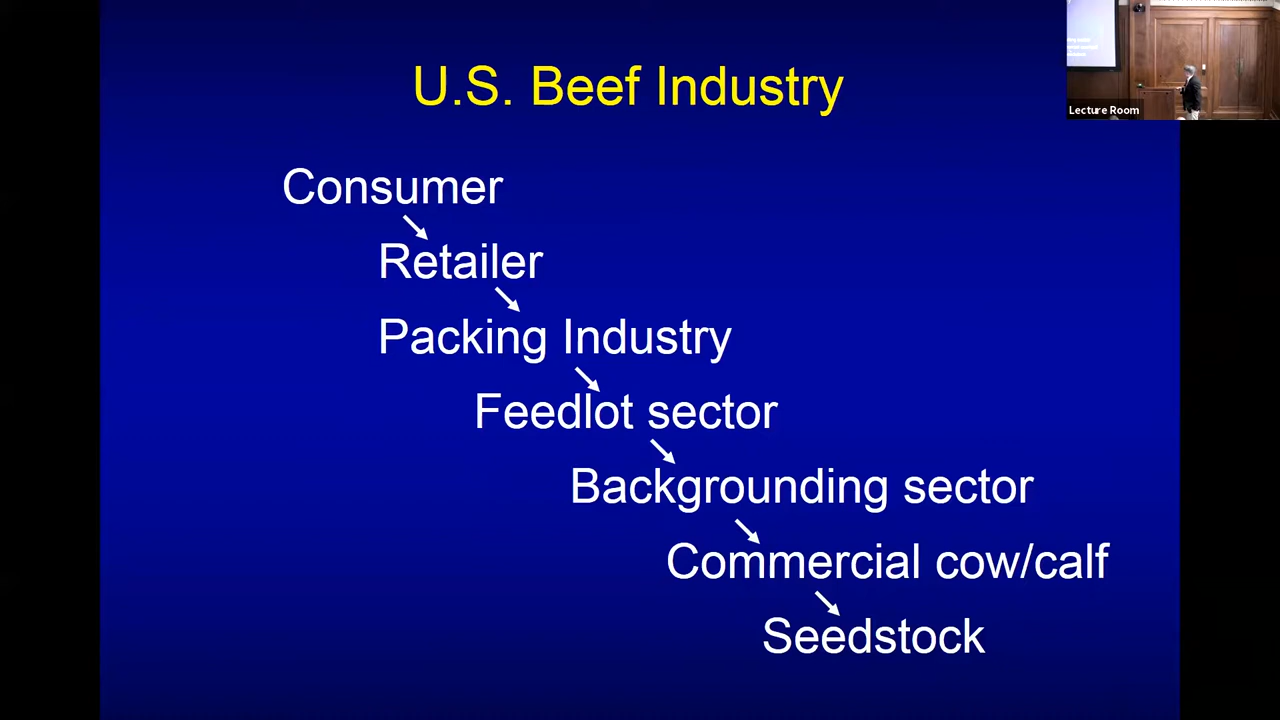 U.S. Beef Industry
Consumer
Retailer
Packing Industry
Feedlot sector
Backgrounding sector
Commercial cow/calf
Seedstock
Lecture Room